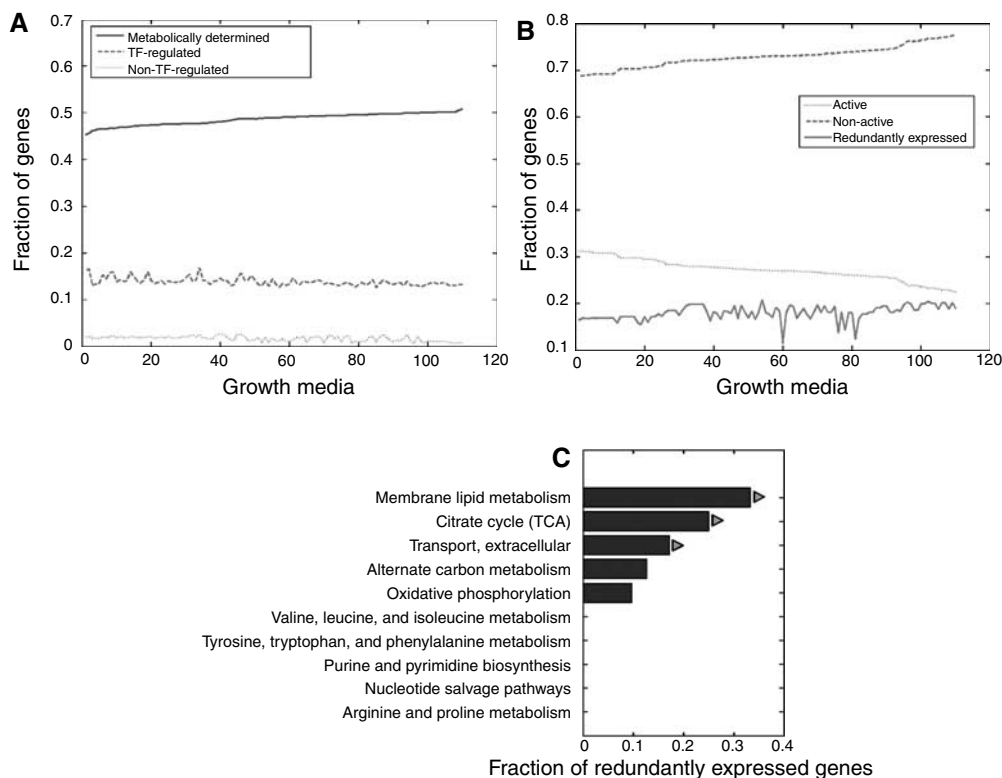 A
0.7
0.6
0.5
0.4
0.3
0.2
0.1
0
Fraction of genes
Metabolically determined
TF-regulated
Non-TF-regulated
0 20 40 60 80 100 120
Growth media
B
0.8
0.7
0.6
0.5
0.4
0.3
0.2
0.1
Fraction of genes
Active
Non-active
Redundantly expressed
0 20 40 60 80 100 120
Growth media
C
Membrane lipid metabolism
Citrate cycle (TCA)
Transport, extracellular
Alternate carbon metabolism
Oxidative phosphorylation
Valine, leucine, and isoleucine metabolism
Tyrosine, tryptophan, and phenylalanine metabolism
Purine and pyrimidine biosynthesis
Nucleotide salvage pathways
Arginine and proline metabolism
0 0.1 0.2 0.3 0.4
Fraction of redundantly expressed genes